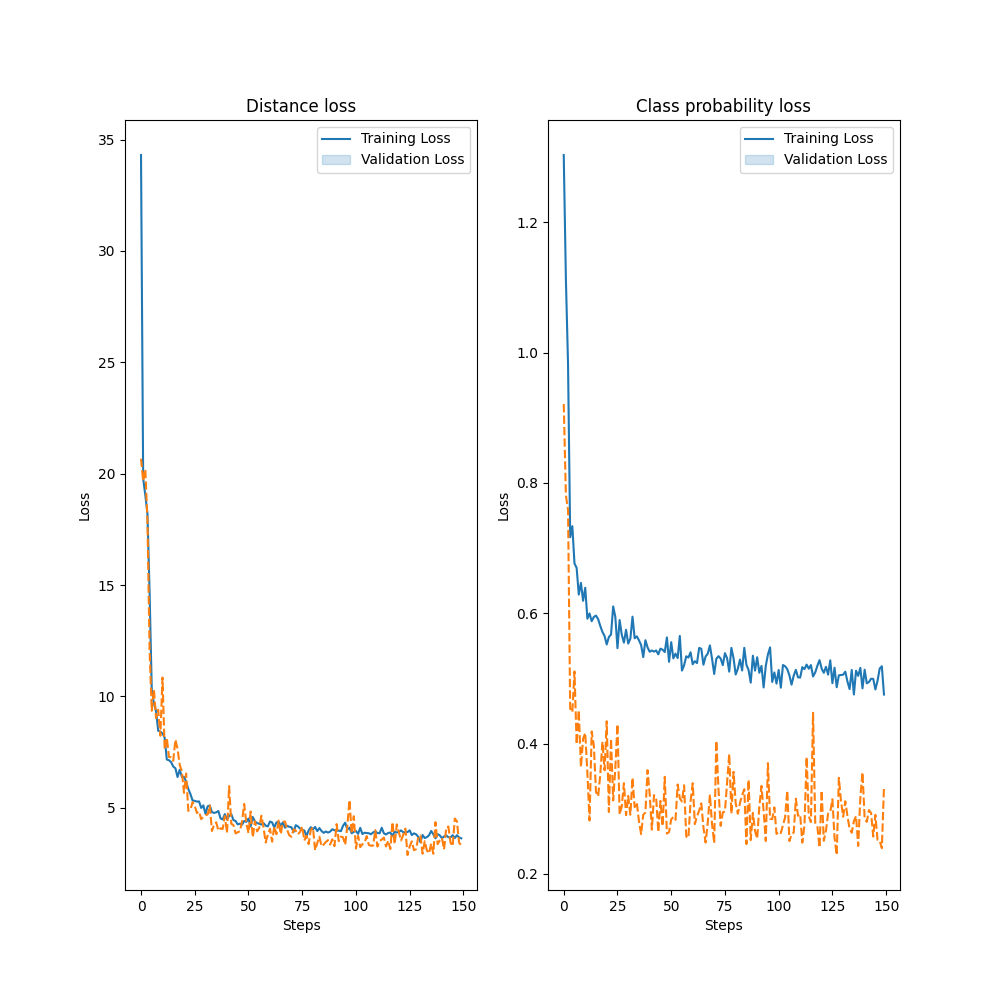 Distance loss
Training Loss
Validation Loss
35
30
25
20
15
10
5
Loss
0 25 50 75 100 125 150
Steps
Class probability loss
Training Loss
Validation Loss
1.2
1.0
0.8
0.6
0.4
0.2
Loss
0 25 50 75 100 125 150
Steps